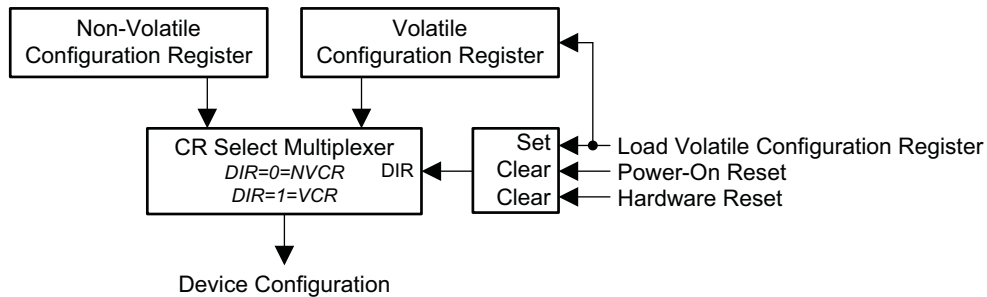 Non-Volatile
Configuration Register
Volatile
Configuration Register
CR Select Multiplexer
DIR=0=NVCR
DIR=1=VCR
DIR
Set
Clear
Clear
Load Volatile Configuration Register
Power-On Reset
Hardware Reset
Device Configuration